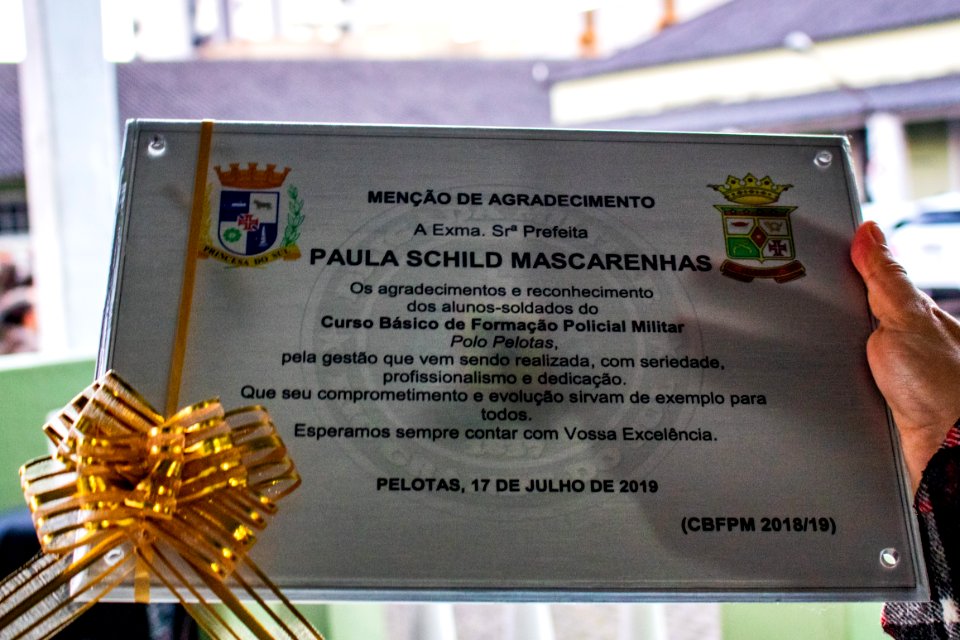 PRINCESA DO SUL
MENÇÃO DE AGRADECIMENTO
A Exma. Srª Prefeita
PAULA SCHILD MASCARENHAS
Os agradecimentos e reconhecimento
dos alunos-soldados do
Curso Básico de Formação Policial Militar
Polo Pelotas,
pela gestão que vem sendo realizada, com seriedade,
profissionalismo e dedicação.
Que seu comprometimento e evolução sirvam de exemplo para
todos.
Esperamos sempre contar com Vossa Excelência.
PELOTAS, 17 DE JULHO DE 2019
(CBFPM 2018/19)